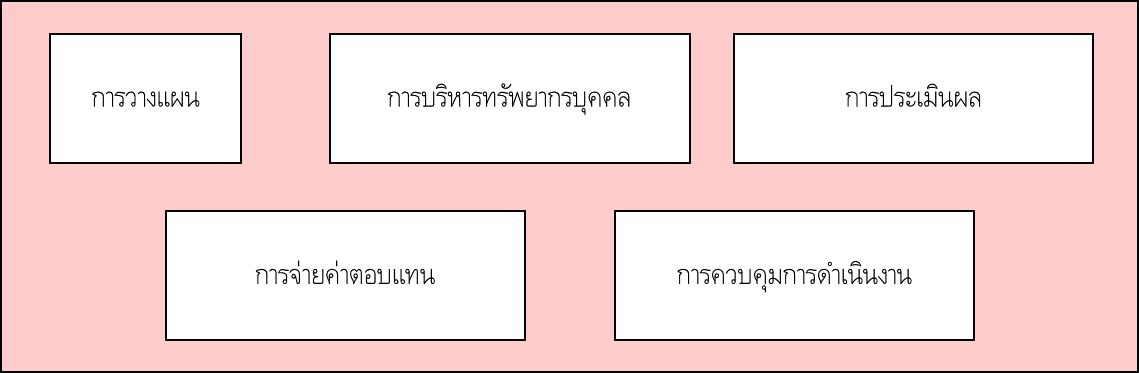 การวางแผน
การบริหารทรัพยากรบุคคล
การประเมินผล
การจ่ายค่าตอบแทน
การควบคุมการดำเนินงาน